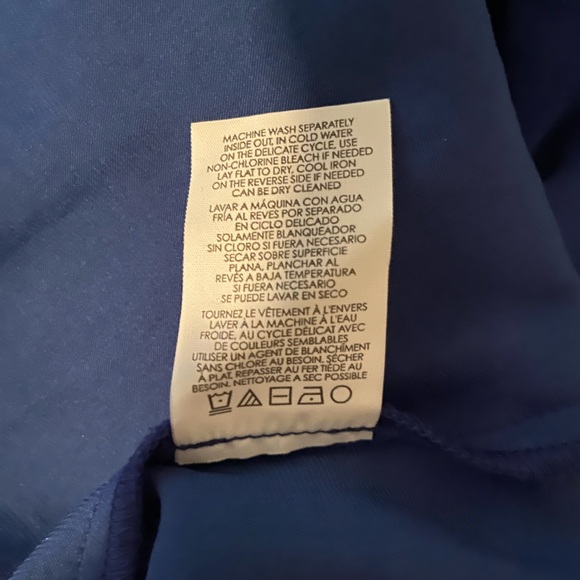 MACHINE WASH SEPARATELY
INSIDE OUT, IN COLD WATER
ON THE DELICATE CYCLE, USE
NON-CHLORINE BLEACH IF NEEDED
LAY FLAT TO DRY, COOL IRON
ON THE REVERSE SIDE IF NEEDED
CAN BE DRY CLEANED
LAVAR A MÁQUINA CON AGUA
FRÍA AL REVES POR SEPARADO
EN CICLO DELICADO
SOLAMENTE BLANQUEADOR
SIN CLORO SI FUERA NECESARIO
SECAR SOBRE SUPERFICIE
PLANA, PLANCHAR AL
REVÉS A BAJA TEMPERATURA
SI FUERA NECESARIO
SE PUEDE LAVAR EN SECO
TOURNEZ LE VÊTEMENT À L'ENVERS
LAVER À LA MACHINE À L'EAU
FROIDE, AU CYCLE DÉLICAT AVEC
DE COULEURS SEMBLABLES
UTILISER UN AGENT DE BLANCHIMENT
SANS CHLORE AU BESOIN. SÉCHER
À PLAT. REPASSER AU FER TIÈDE AU
BESOIN. NETTOYAGE A SEC POSSIBLE